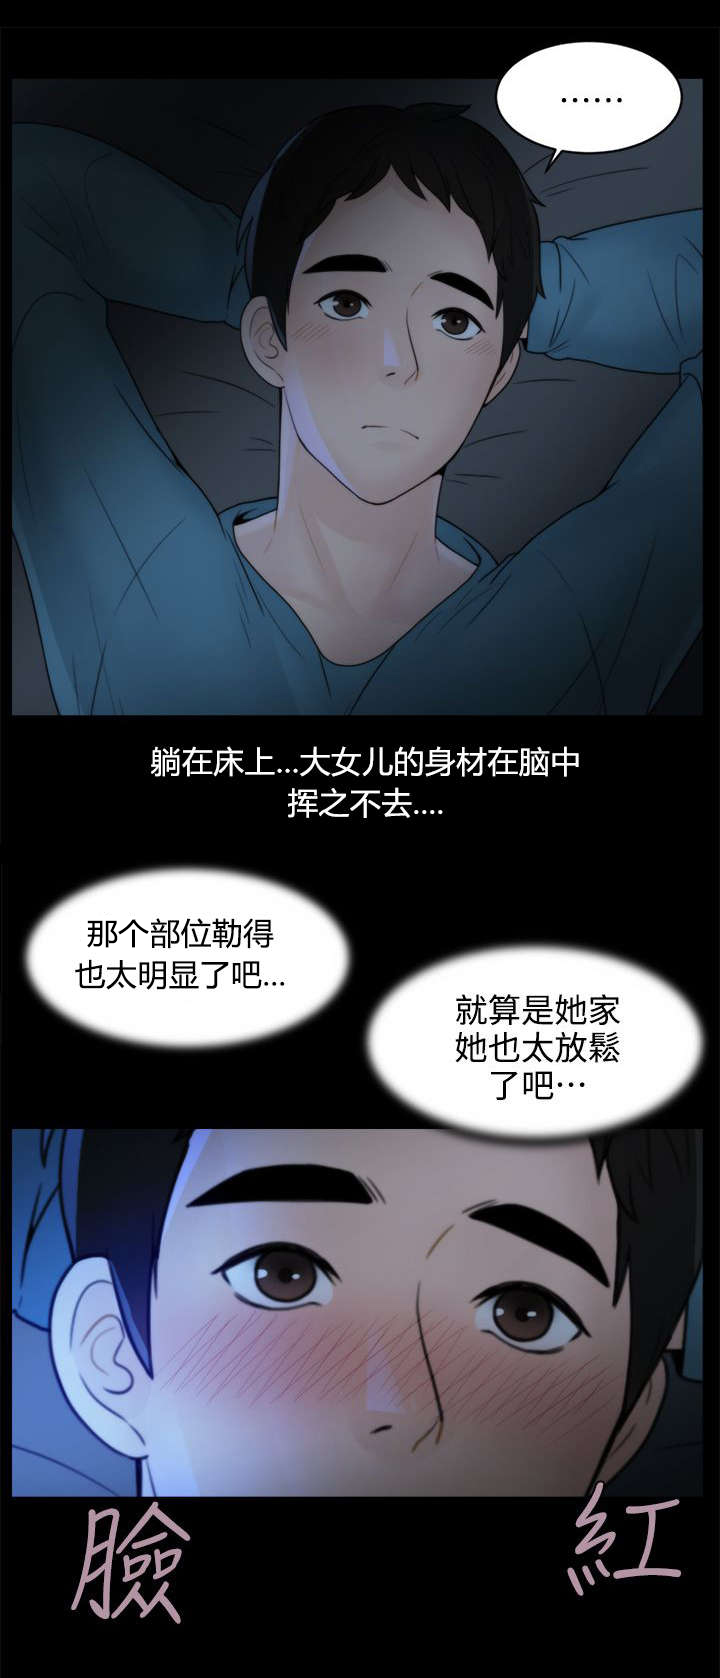 ......
躺在床上...大女儿的身材在脑中
挥之不去....
那个部位勒得
也太明显了吧...
就算是她家
她也太放鬆
了吧…
臉紅